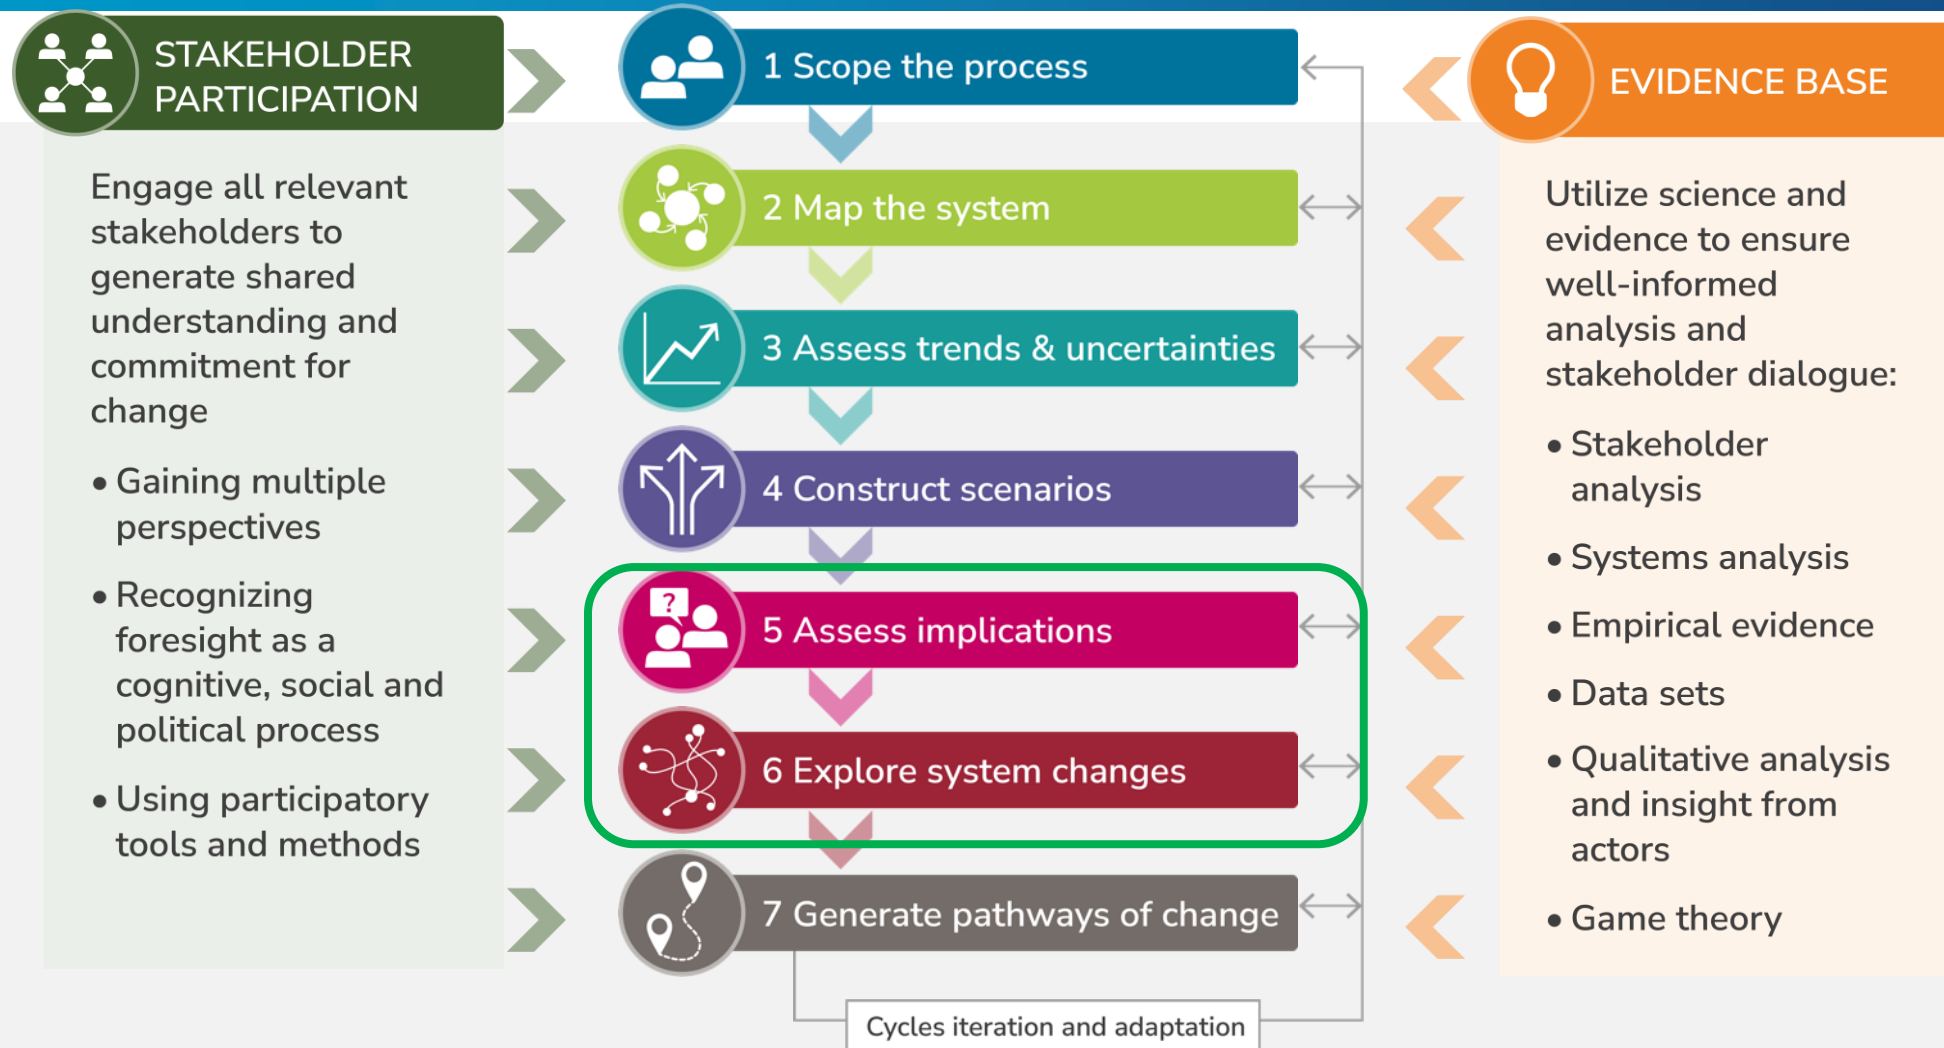 STAKEHOLDER
PARTICIPATION
Engage all relevant
stakeholders to
generate shared
understanding and
commitment for
change
• Gaining multiple
perspectives
• Recognizing
foresight as a
cognitive, social and
political process
• Using participatory
tools and methods
1 Scope the process
2 Map the system
3 Assess trends & uncertainties
4 Construct scenarios
?
5 Assess implications
6 Explore system changes
7 Generate pathways of change
Cycles iteration and adaptation
EVIDENCE BASE
Utilize science and
evidence to ensure
well-informed
analysis and
stakeholder dialogue:
• Stakeholder
analysis
• Systems analysis
• Empirical evidence
• Data sets
• Qualitative analysis
and insight from
actors
• Game theory